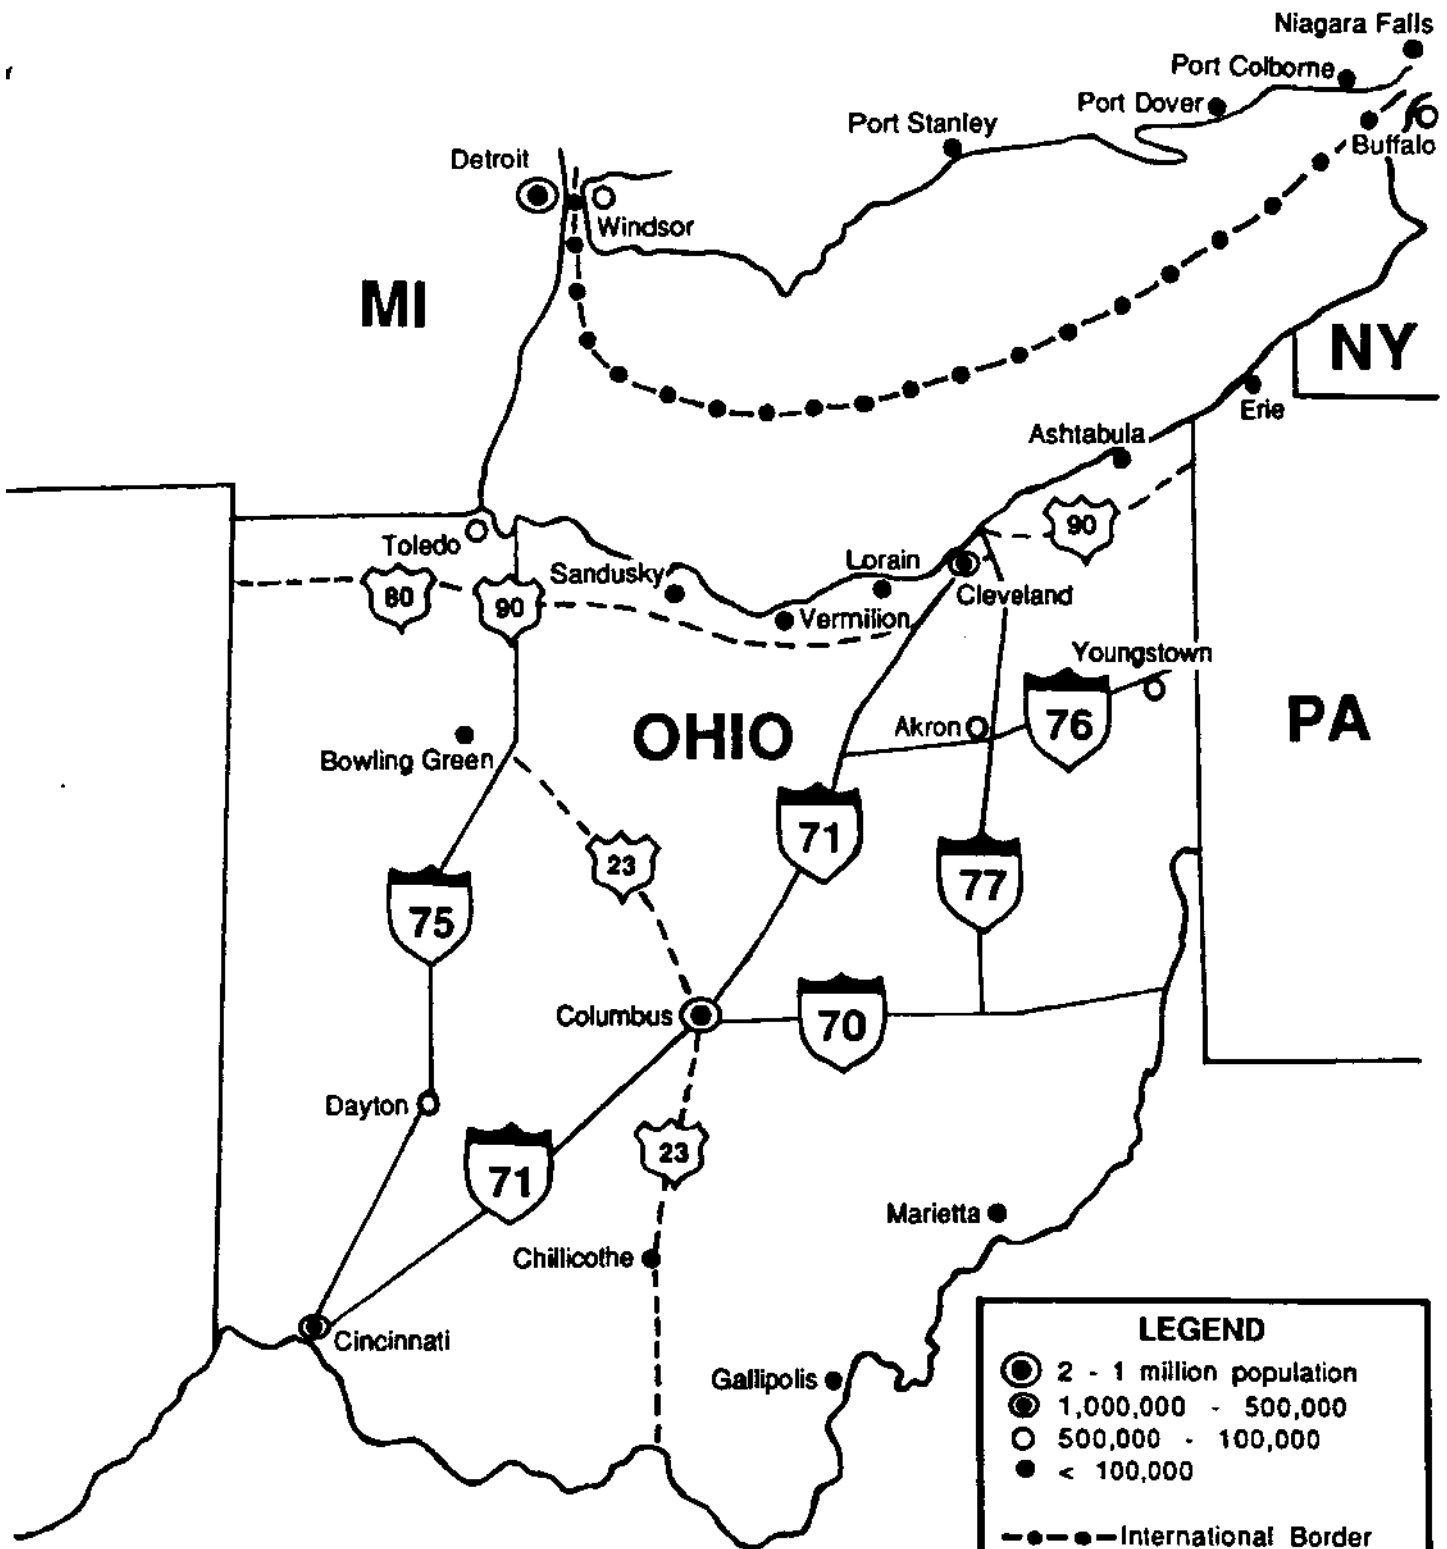 Niagara Falls
Port Colborne
Port Dover
Port Stanley
Buffalo
Detroit
Windsor
MI
NY
Erie
Ashtabula
90
Toledo
Lorain
Sandusky
80
90
Cleveland
Vermilion
Youngstown
OHIO
Akron
76
PA
Bowling Green
71
23
77
75
Columbus
70
Dayton
23
71
Marietta
Chillicothe
Cincinnati
Gallipolis
LEGEND
2 - 1 million population
1,000,000 - 500,000
500,000 - 100,000
< 100,000
International Border